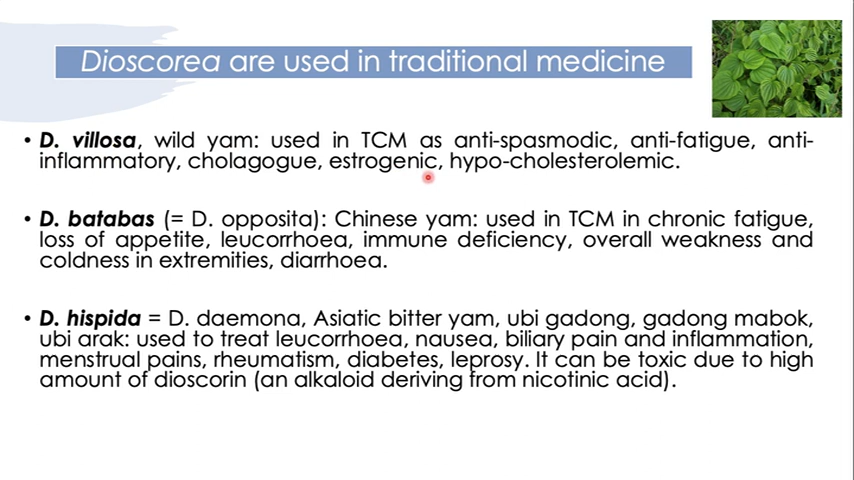 Dioscorea are used in traditional medicine
• D. villosa, wild yam: used in TCM as anti-spasmodic, anti-fatigue, anti-
inflammatory, cholagogue, estrogenic, hypo-cholesterolemic.
• D. batabas (= D. opposita): Chinese yam: used in TCM in chronic fatigue,
loss of appetite, leucorrhoea, immune deficiency, overall weakness and
coldness in extremities, diarrhoea.
• D. hispida = D. daemona, Asiatic bitter yam, ubi gadong, gadong mabok,
ubi arak: used to treat leucorrhoea, nausea, biliary pain and inflammation,
menstrual pains, rheumatism, diabetes, leprosy. It can be toxic due to high
amount of dioscorin (an alkaloid deriving from nicotinic acid).